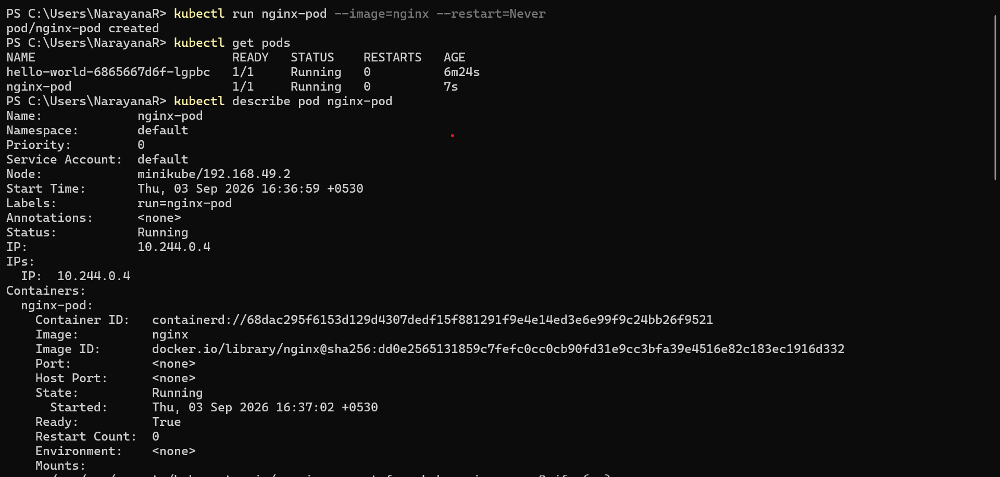 PS C:\Users\NarayanaR> kubectl run nginx-pod --image=nginx --restart=Never
pod/nginx-pod created
PS C:\Users\NarayanaR> kubectl get pods
NAME                           READY   STATUS    RESTARTS   AGE
hello-world-6865667d6f-lgpbc   1/1     Running   0          6m24s
nginx-pod                      1/1     Running   0          7s
PS C:\Users\NarayanaR> kubectl describe pod nginx-pod
Name:             nginx-pod
Namespace:        default
Priority:         0
Service Account:  default
Node:             minikube/192.168.49.2
Start Time:       Thu, 03 Sep 2026 16:36:59 +0530
Labels:           run=nginx-pod
Annotations:      <none>
Status:           Running
IP:               10.244.0.4
IPs:
  IP:  10.244.0.4
Containers:
  nginx-pod:
    Container ID:   containerd://68dac295f6153d129d4307dedf15f881291f9e4e14ed3e6e99f9c24bb26f9521
    Image:          nginx
    Image ID:       docker.io/library/nginx@sha256:dd0e2565131859c7fefc0cc0cb90fd31e9cc3bfa39e4516e82c183ec1916d332
    Port:           <none>
    Host Port:      <none>
    State:          Running
      Started:      Thu, 03 Sep 2026 16:37:02 +0530
    Ready:          True
    Restart Count:  0
    Environment:    <none>
    Mounts: